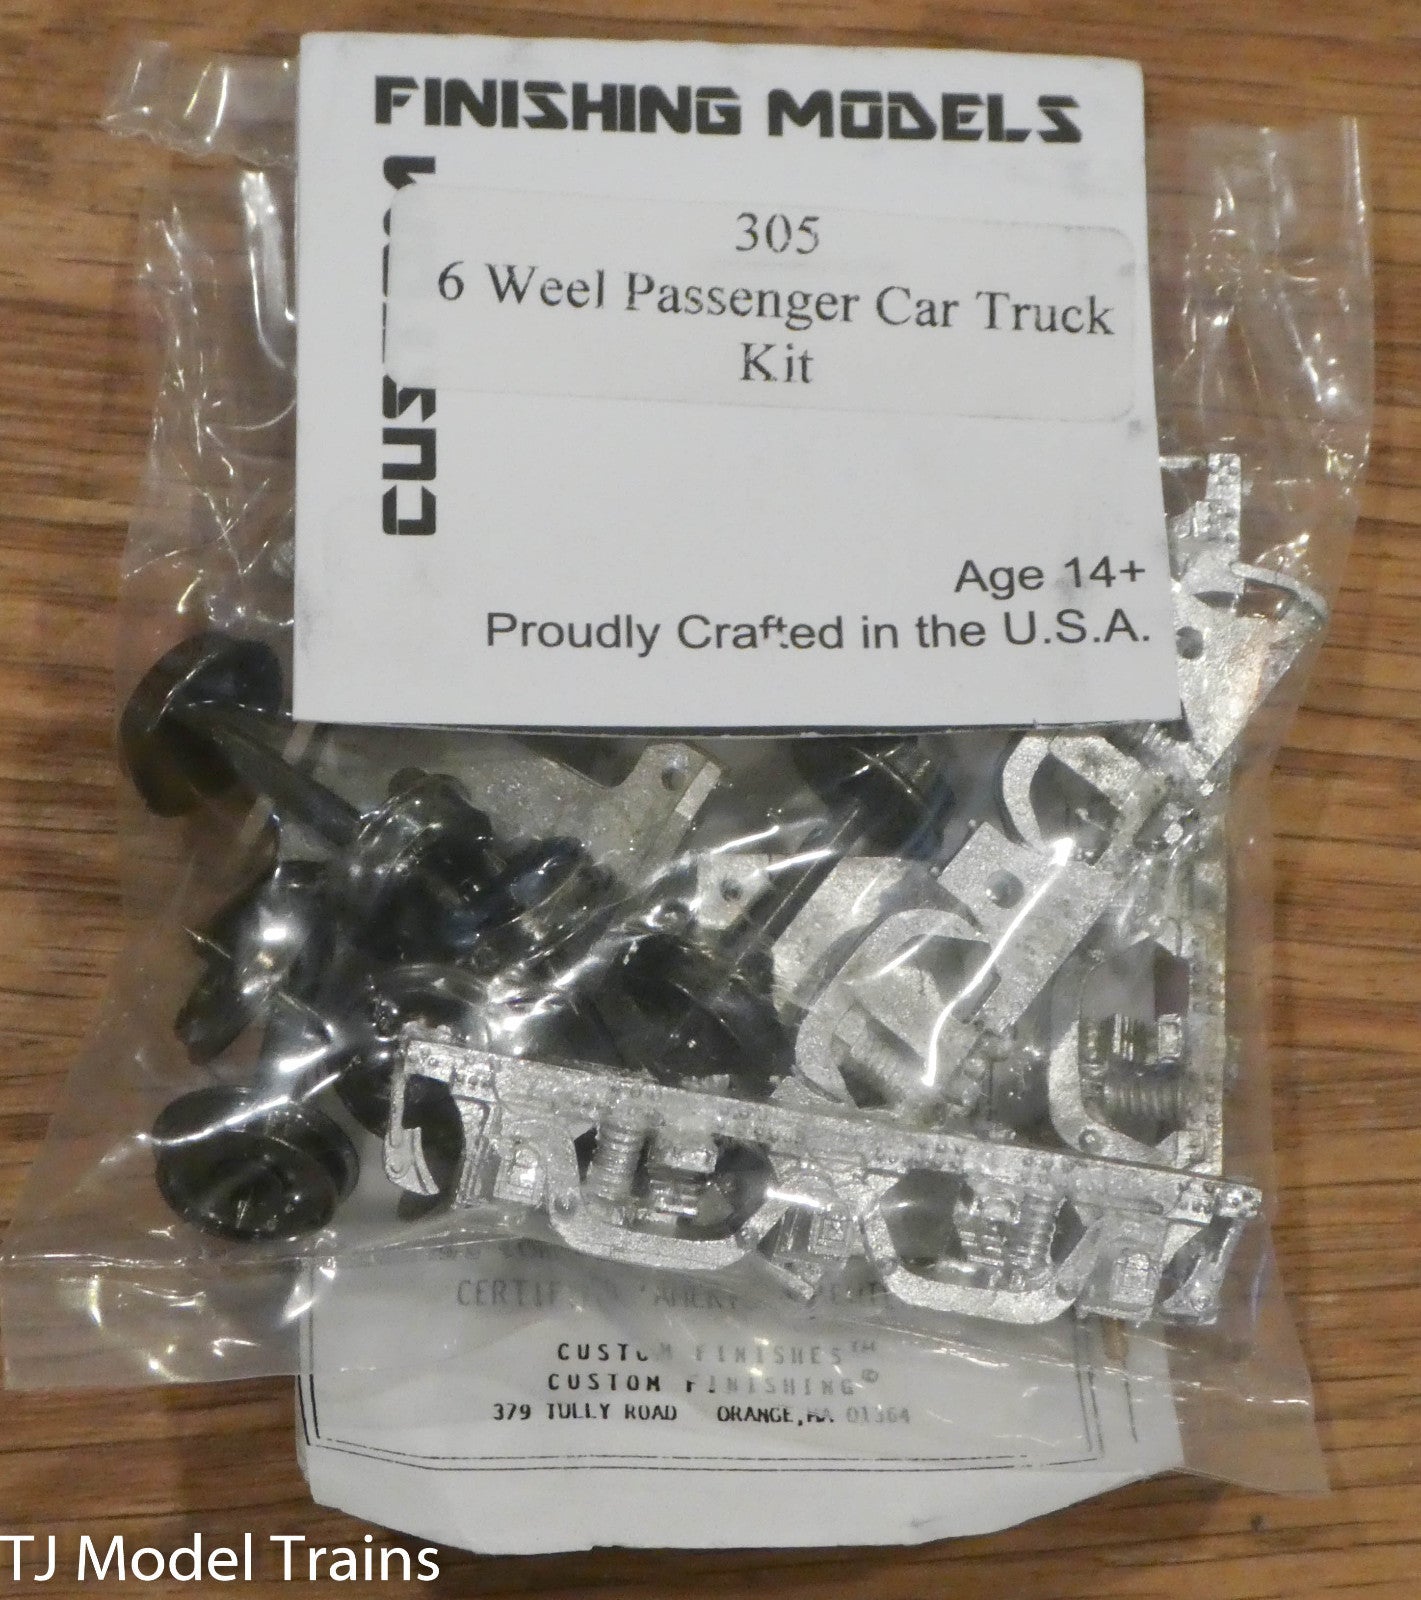 FINISHING MODELS
305
6 Weel Passenger Car Truck
Kit
Age 14+
Proudly Crafted in the U.S.A.
CUSTOM FINISHES™
CUSTOM FINISHING©
379 TULLY ROAD ORANGE, MA 01364
TJ Model Trains